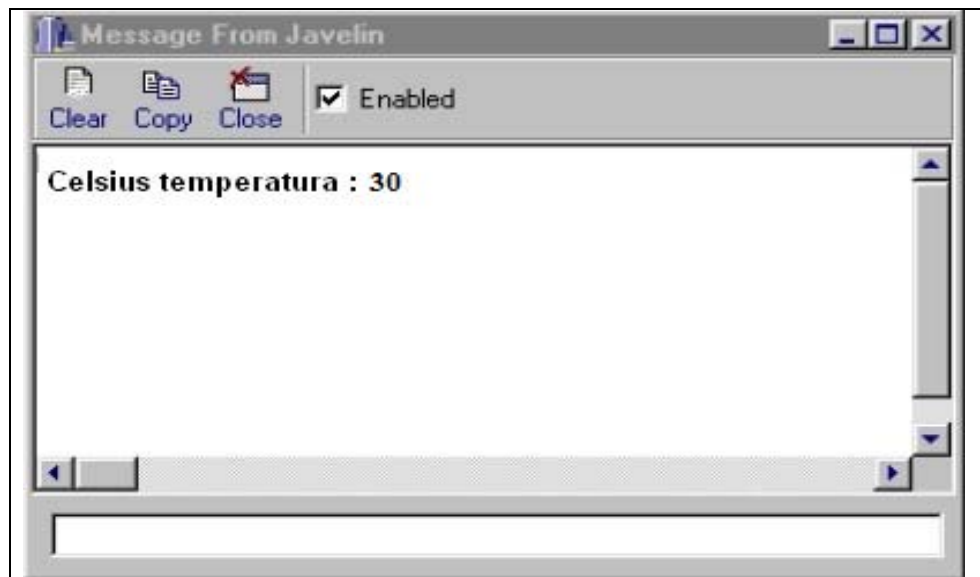 Message From Javelin
Clear Copy Close Enabled
Celsius temperatura : 30